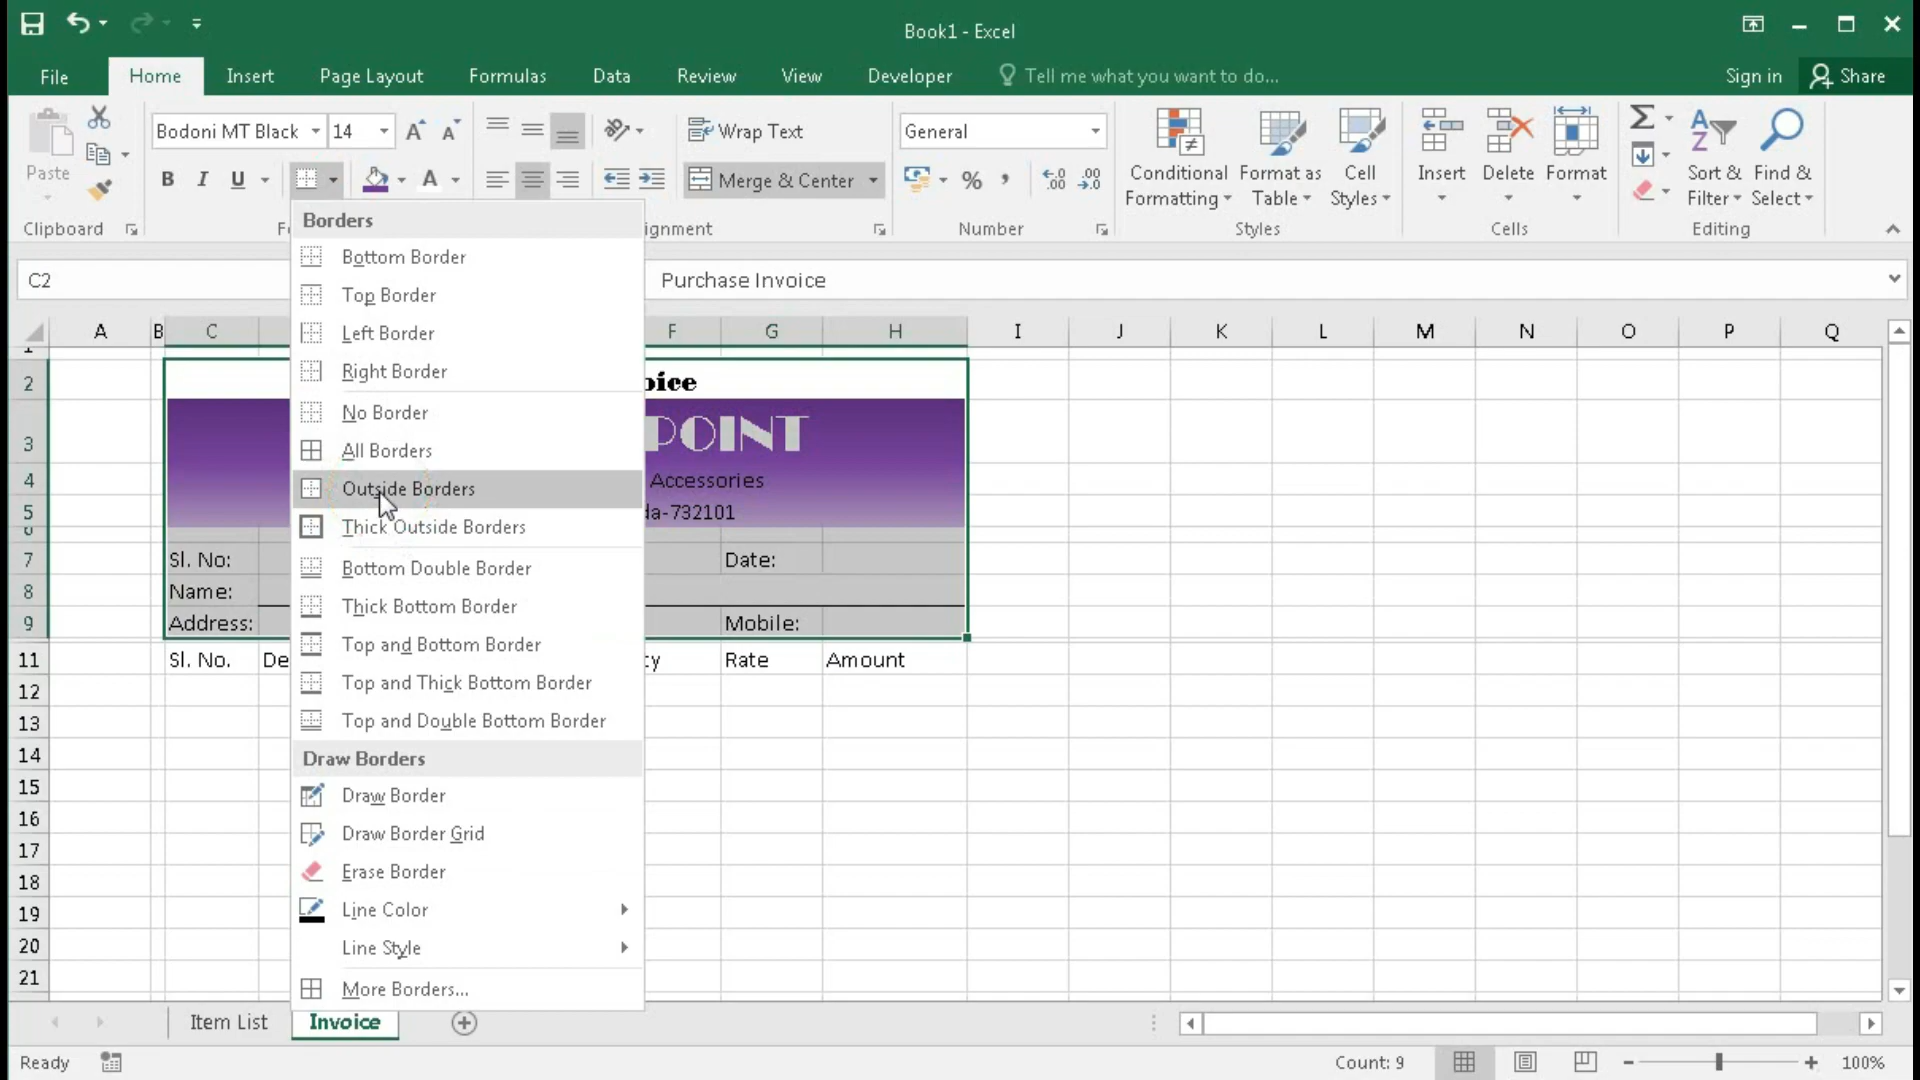 Book1 - Excel
File Home Insert Page Layout Formulas Data Review View Developer Tell me what you want to do... Sign in Share
Bodoni MT Black 14 Wrap Text General
Paste B I U A Merge & Center % Conditional Formatting Format as Table Cell Styles Insert Delete Format Sort & Filter Find & Select
Clipboard Number Styles Cells Editing
C2 Purchase Invoice
Borders
Bottom Border
Top Border
Left Border
Right Border
No Border
All Borders
Outside Borders
Thick Outside Borders
Bottom Double Border
Thick Bottom Border
Top and Bottom Border
Top and Thick Bottom Border
Top and Double Bottom Border
Draw Borders
Draw Border
Draw Border Grid
Erase Border
Line Color
Line Style
More Borders...
A B C F G H I J K L M N O P Q
2 oice
3 POINT
4 Accessories
5 da-732101
7 Sl. No: Date:
8 Name:
9 Address: Mobile:
11 Sl. No. De ty Rate Amount
12
13
14
15
16
17
18
19
20
21
Item List Invoice
Ready Count: 9 100%